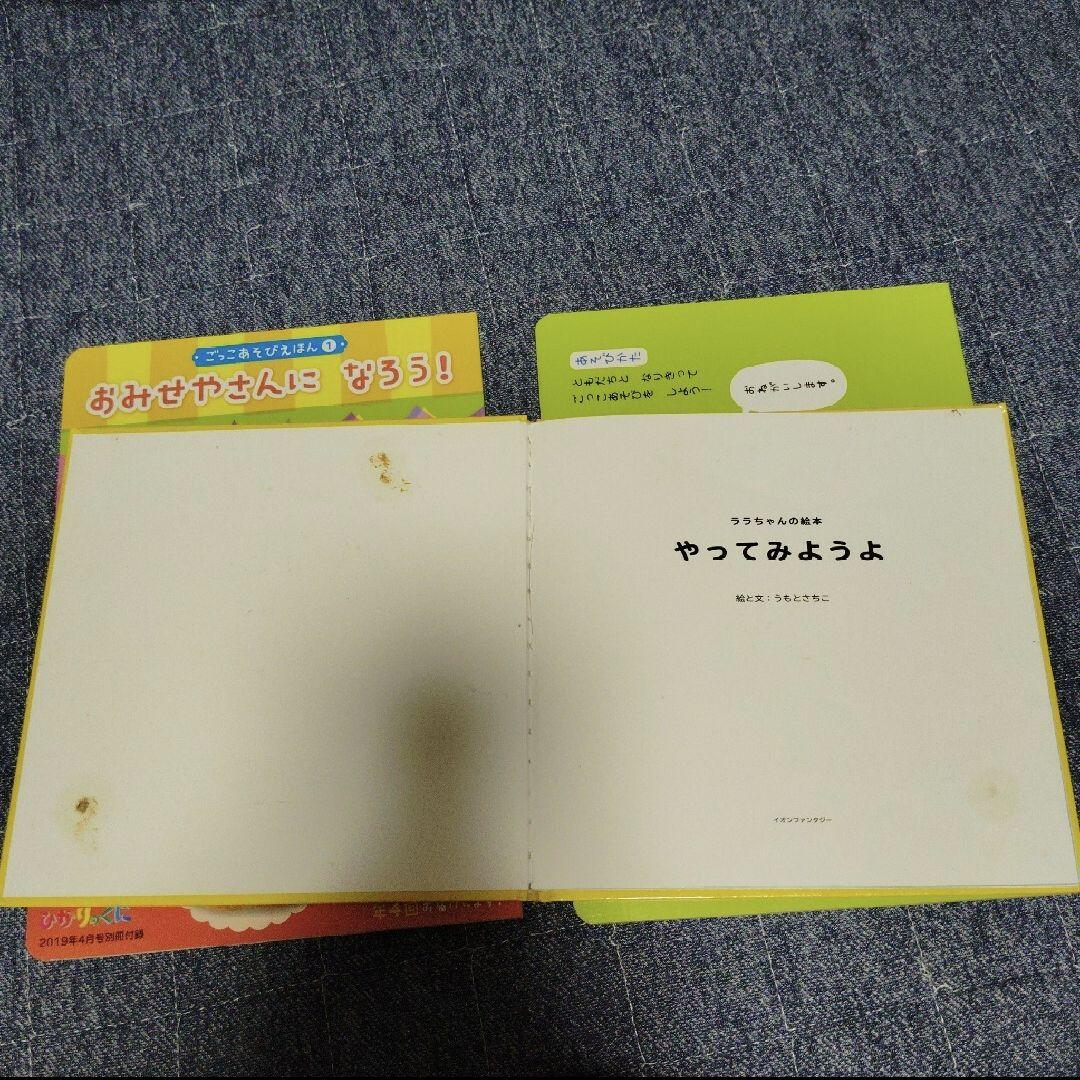 ごっこあそびえほん 1
おみせやさんに なろう!
あそびかた
ともだちと なりきって
ごっこあそびを しよう!
おねがいします。
ララちゃんの絵本
やってみようよ
絵と文:うもとさちこ
イオンファンタジー
ひかりのくに
2019年4月号別冊付録